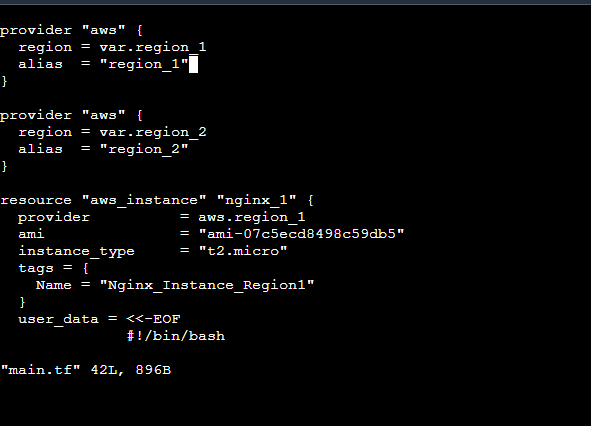 provider "aws" {
  region = var.region_1
  alias  = "region_1"
}
provider "aws" {
  region = var.region_2
  alias  = "region_2"
}
resource "aws_instance" "nginx_1" {
  provider          = aws.region_1
  ami               = "ami-07c5ecd8498c59db5"
  instance_type     = "t2.micro"
  tags = {
    Name = "Nginx_Instance_Region1"
  }
  user_data = <<-EOF
              #!/bin/bash
"main.tf" 42L, 896B